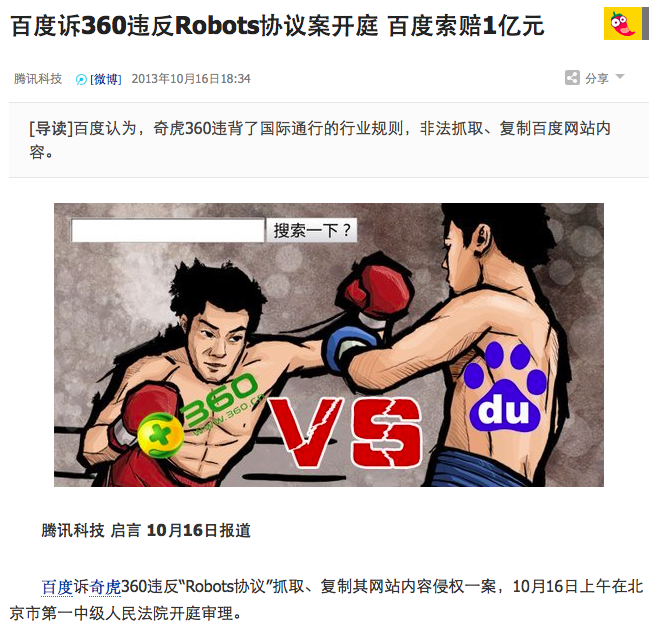 百度诉360违反Robots协议案开庭 百度索赔1亿元
腾讯科技 [微博] 2013年10月16日18:34 分享
[导读]百度认为，奇虎360违背了国际通行的行业规则，非法抓取、复制百度网站内
容。
搜索一下？
360
www.360.cn
VS
du
腾讯科技 启言 10月16日报道
百度诉奇虎360违反“Robots协议”抓取、复制其网站内容侵权一案，10月16日上午在北
京市第一中级人民法院开庭审理。